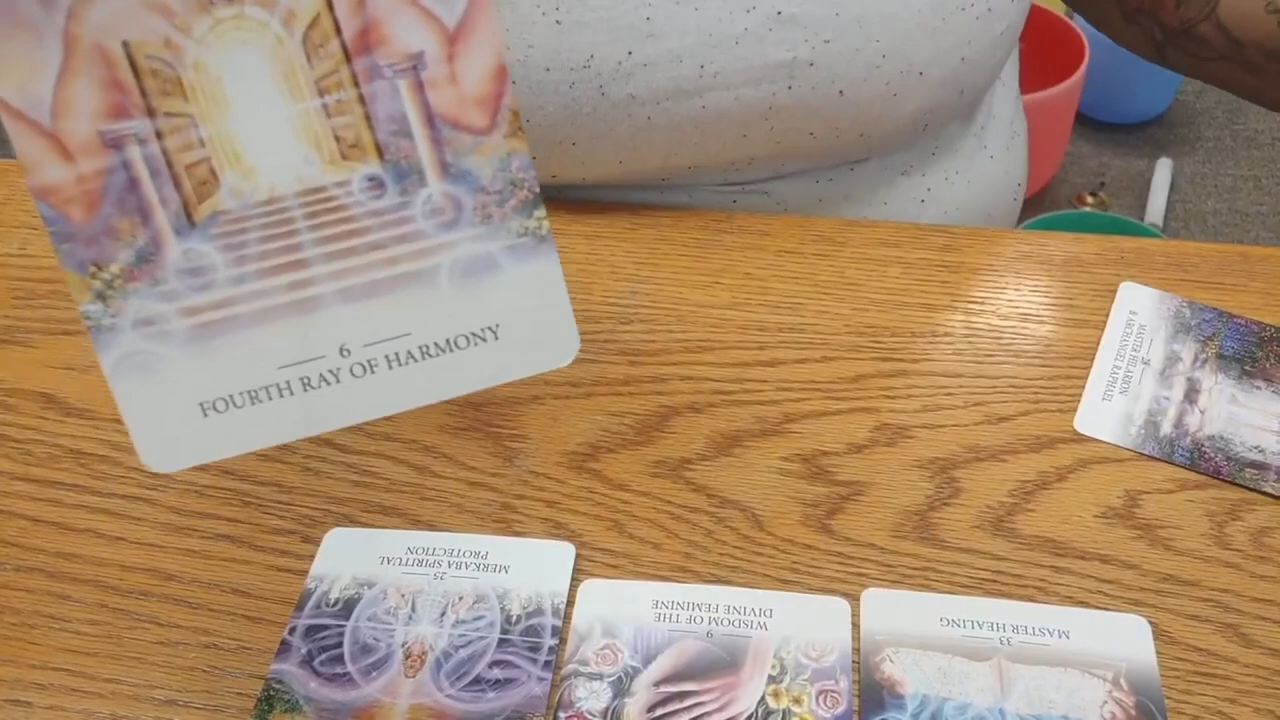 6
FOURTH RAY OF HARMONY
MASTER HILARION
& ARCHANGEL RAPHAEL
25
MERKABA SPIRITUAL
PROTECTION
9
WISDOM OF THE
DIVINE FEMININE
33
MASTER HEALING